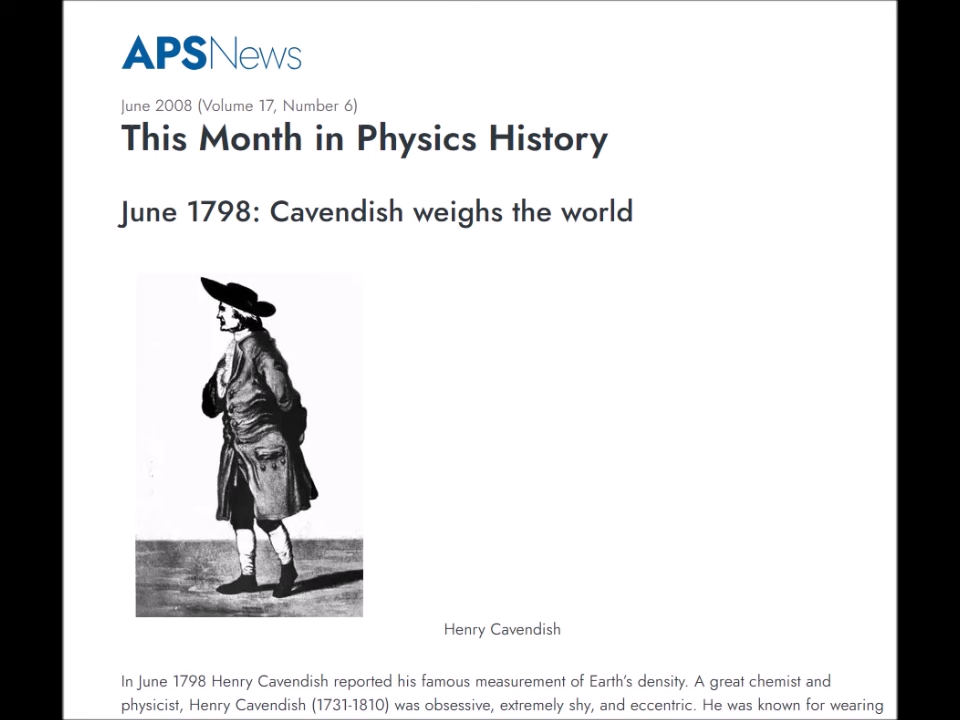 APSNews
June 2008 (Volume 17, Number 6)
This Month in Physics History
June 1798: Cavendish weighs the world
Henry Cavendish
In June 1798 Henry Cavendish reported his famous measurement of Earth’s density. A great chemist and
physicist, Henry Cavendish (1731-1810) was obsessive, extremely shy, and eccentric. He was known for wearing